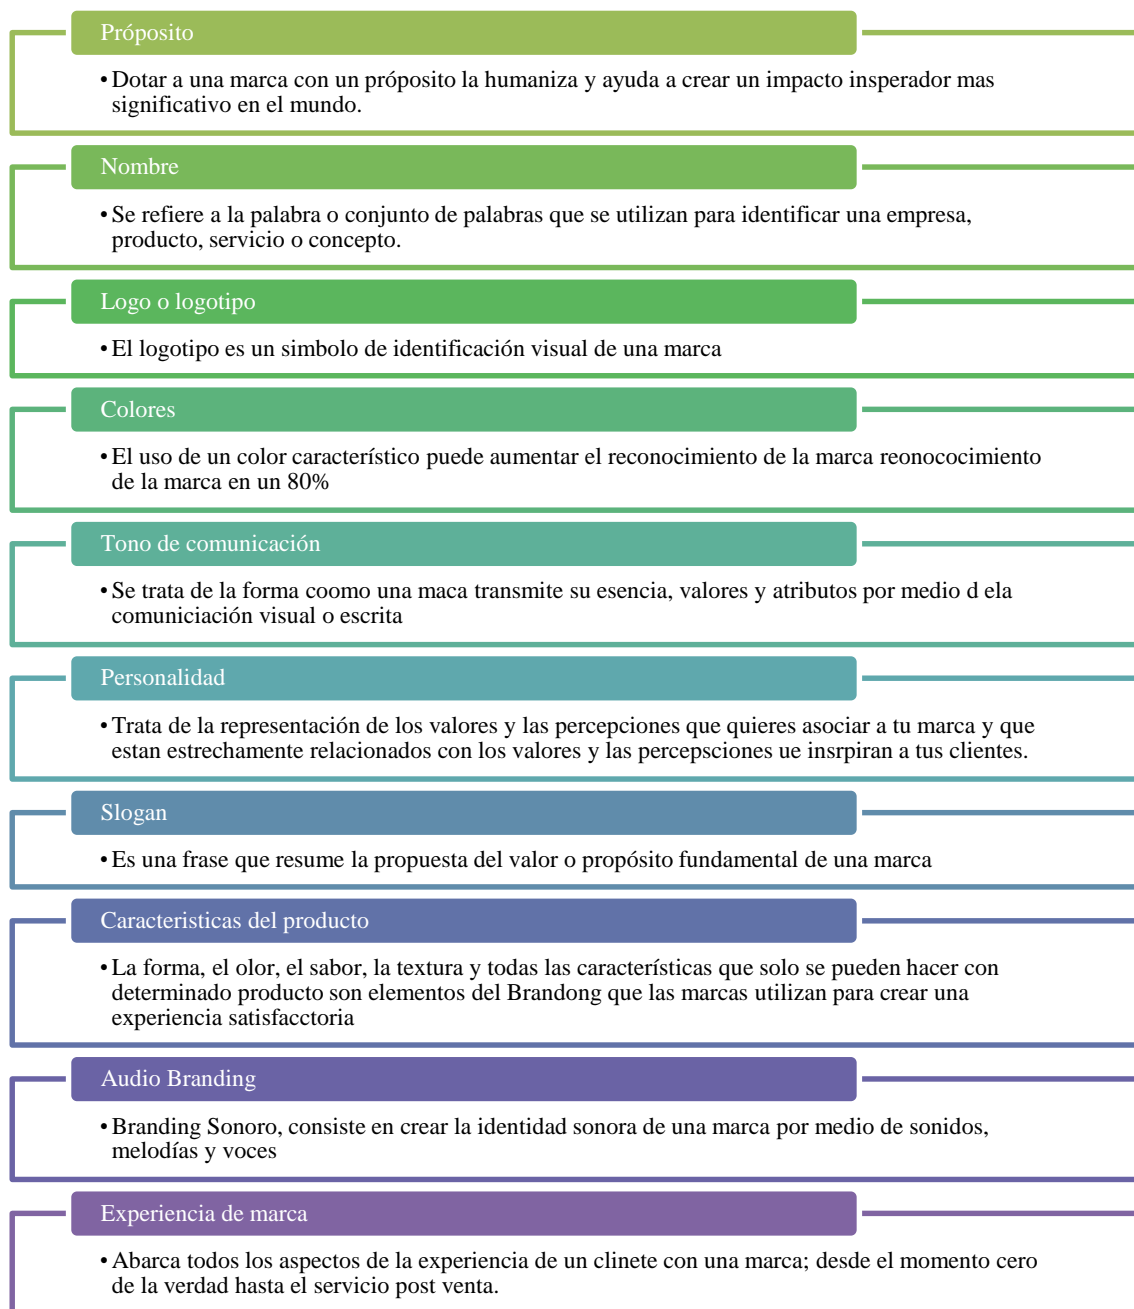 Próposito
• Dotar a una marca con un próposito la humaniza y ayuda a crear un impacto insperador mas
significativo en el mundo.
Nombre
• Se refiere a la palabra o conjunto de palabras que se utilizan para identificar una empresa,
producto, servicio o concepto.
Logo o logotipo
• El logotipo es un simbolo de identificación visual de una marca
Colores
• El uso de un color característico puede aumentar el reconocimiento de la marca reonococimiento
de la marca en un 80%
Tono de comunicación
• Se trata de la forma coomo una maca transmite su esencia, valores y atributos por medio d ela
comuniciación visual o escrita
Personalidad
• Trata de la representación de los valores y las percepciones que quieres asociar a tu marca y que
estan estrechamente relacionados con los valores y las percepsciones ue insrpiran a tus clientes.
Slogan
• Es una frase que resume la propuesta del valor o propósito fundamental de una marca
Caracteristicas del producto
• La forma, el olor, el sabor, la textura y todas las características que solo se pueden hacer con
determinado producto son elementos del Brandong que las marcas utilizan para crear una
experiencia satisfacctoria
Audio Branding
• Branding Sonoro, consiste en crear la identidad sonora de una marca por medio de sonidos,
melodías y voces
Experiencia de marca
• Abarca todos los aspectos de la experiencia de un clinete con una marca; desde el momento cero
de la verdad hasta el servicio post venta.